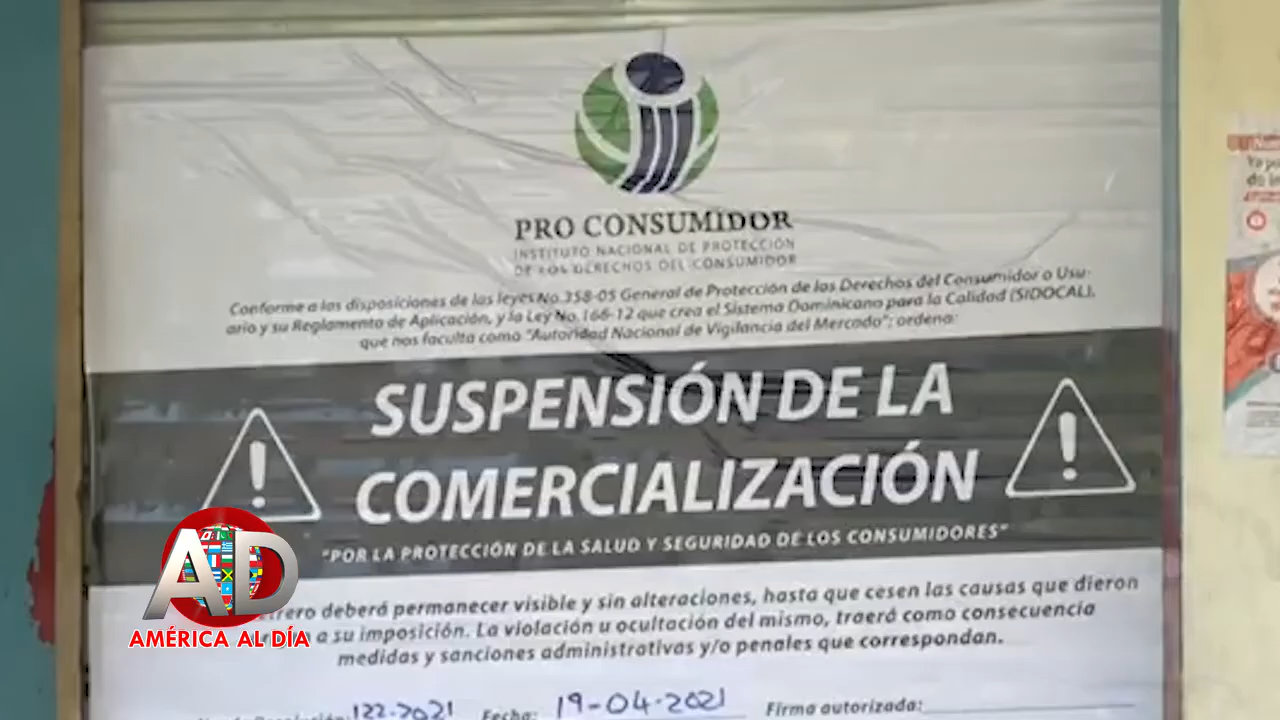 PRO CONSUMIDOR
INSTITUTO NACIONAL DE PROTECCIÓN
DE LOS DERECHOS DEL CONSUMIDOR
Conforme a las disposiciones de las leyes No.358-05 General de Protección de los Derechos del Consumidor o Usu-
ario y su Reglamento de Aplicación, y la Ley No.166-12 que crea el Sistema Dominicano para la Calidad (SIDOCAL),
que nos faculta como "Autoridad Nacional de Vigilancia del Mercado"; ordena:
SUSPENSIÓN DE LA
COMERCIALIZACIÓN
"POR LA PROTECCIÓN DE LA SALUD Y SEGURIDAD DE LOS CONSUMIDORES"
deberá permanecer visible y sin alteraciones, hasta que cesen las causas que dieron
a su imposición. La violación u ocultación del mismo, traerá como consecuencia
medidas y sanciones administrativas y/o penales que correspondan.
122-2021 Fecha: 19-04-2021 Firma autorizada:
AD
AMÉRICA AL DÍA